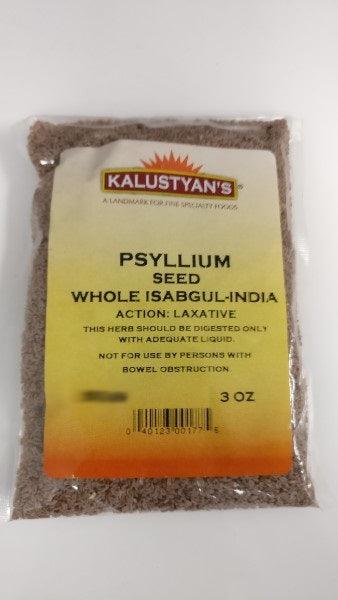 KALUSTYAN'S®
A LANDMARK FOR FINE SPECIALTY FOODS
PSYLLIUM
SEED
WHOLE ISABGUL-INDIA
ACTION: LAXATIVE
THIS HERB SHOULD BE DIGESTED ONLY
WITH ADEQUATE LIQUID.
NOT FOR USE BY PERSONS WITH
BOWEL OBSTRUCTION
3 OZ
0 40123 00177 6